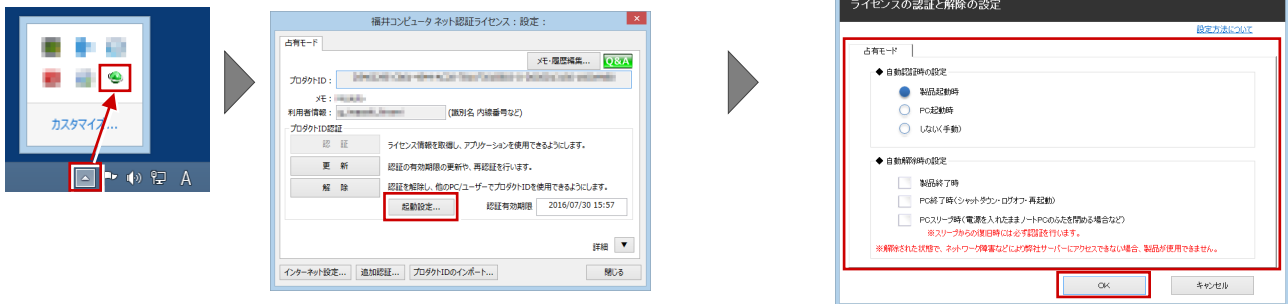 カスタマイズ...
A
福井コンピュータ ネット認証ライセンス：設定：
占有モード
メモ・履歴編集... Q&A
プロダクトID：
メモ：
利用者情報： (識別名 内線番号など)
プロダクトID認証
認 証 ライセンス情報を取得し、アプリケーションを使用できるようにします。
更 新 認証の有効期限の更新や、再認証を行います。
解 除 認証を解除し、他のPC/ユーザーでプロダクトIDを使用できるようにします。
起動設定... 認証有効期限 2016/07/30 15:57
詳細 ▼
インターネット設定... 追加認証... プロダクトIDのインポート... 閉じる
ライセンスの認証と解除の設定
設定方法について
占有モード
◆ 自動認証時の設定
製品起動時
PC起動時
しない(手動)
◆ 自動解除時の設定
製品終了時
PC終了時(シャットダウン・ログオフ・再起動)
PCスリープ時(電源を入れたままノートPCのふたを閉める場合など)
※スリープからの復旧時には必ず認証を行います。
※解除された状態で、ネットワーク障害などにより弊社サーバーにアクセスできない場合、製品が使用できません。
OK キャンセル